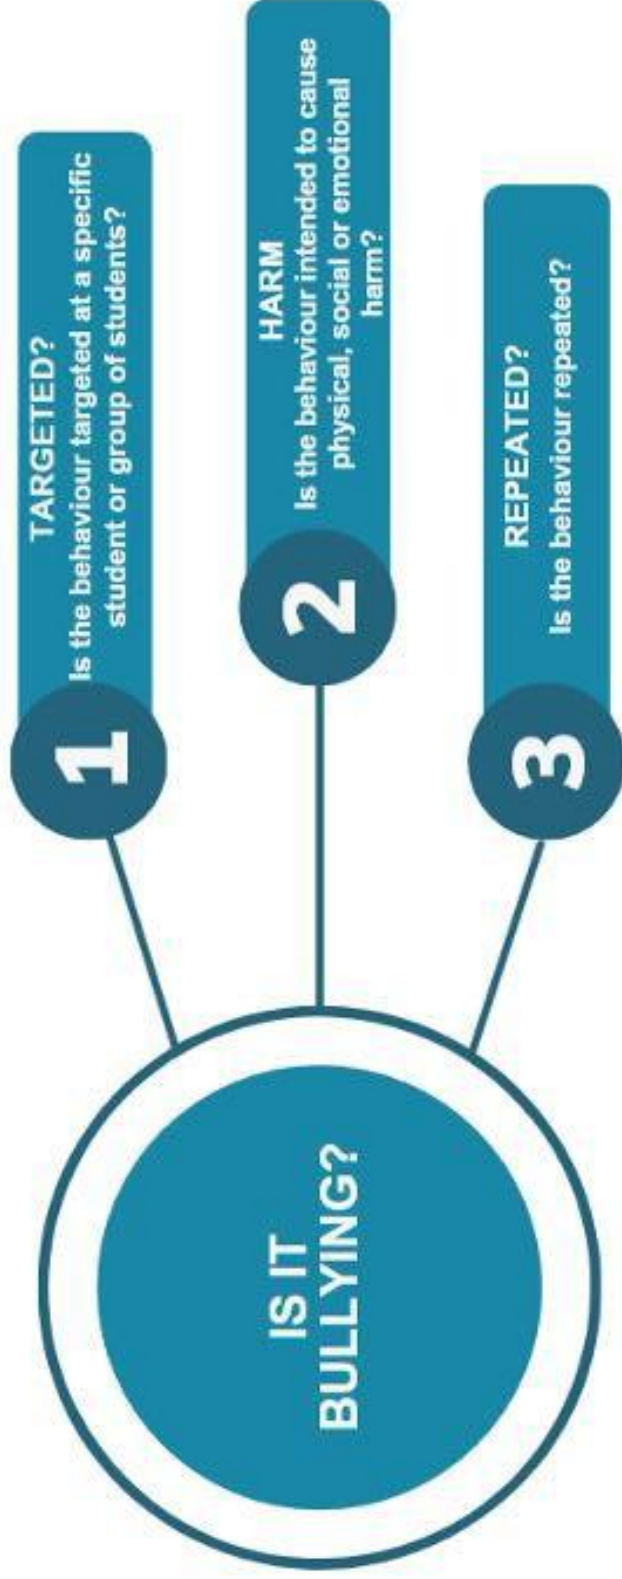 IS IT
BULLYING?
1
TARGETED?
Is the behaviour targeted at a specific
student or group of students?
2
HARM
Is the behaviour intended to cause
physical, social or emotional
harm?
3
REPEATED?
Is the behaviour repeated?